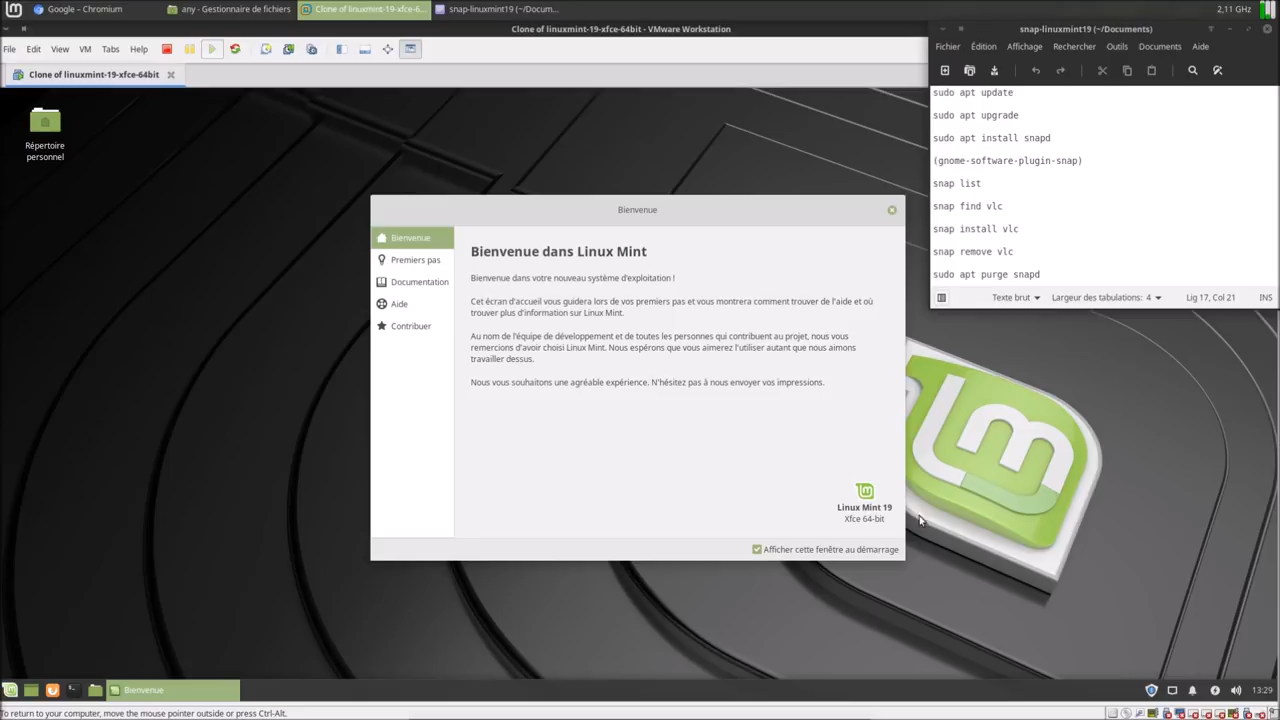 Google – Chromium
any - Gestionnaire de fichiers
Clone of linuxmint-19-xfce-6...
snap-linuxmint19 (~/Docum...
2,11 GHz
Clone of linuxmint-19-xfce-64bit - VMware Workstation
File Edit View VM Tabs Help
Clone of linuxmint-19-xfce-64bit
Répertoire
personnel
snap-linuxmint19 (~/Documents)
Fichier Édition Affichage Rechercher Outils Documents Aide
sudo apt update
sudo apt upgrade
sudo apt install snapd
(gnome-software-plugin-snap)
snap list
snap find vlc
snap install vlc
snap remove vlc
sudo apt purge snapd
Texte brut Largeur des tabulations: 4 Lig 17, Col 21 INS
Bienvenue
Bienvenue
Premiers pas
Documentation
Aide
Contribuer
Bienvenue dans Linux Mint
Bienvenue dans votre nouveau système d'exploitation !
Cet écran d'accueil vous guidera lors de vos premiers pas et vous montrera comment trouver de l'aide et où
trouver plus d'information sur Linux Mint.
Au nom de l'équipe de développement et de toutes les personnes qui contribuent au projet, nous vous
remercions d'avoir choisi Linux Mint. Nous espérons que vous aimerez l'utiliser autant que nous aimons
travailler dessus.
Nous vous souhaitons une agréable expérience. N'hésitez pas à nous envoyer vos impressions.
Linux Mint 19
Xfce 64-bit
Afficher cette fenêtre au démarrage
Bienvenue
13:29
To return to your computer, move the mouse pointer outside or press Ctrl-Alt.